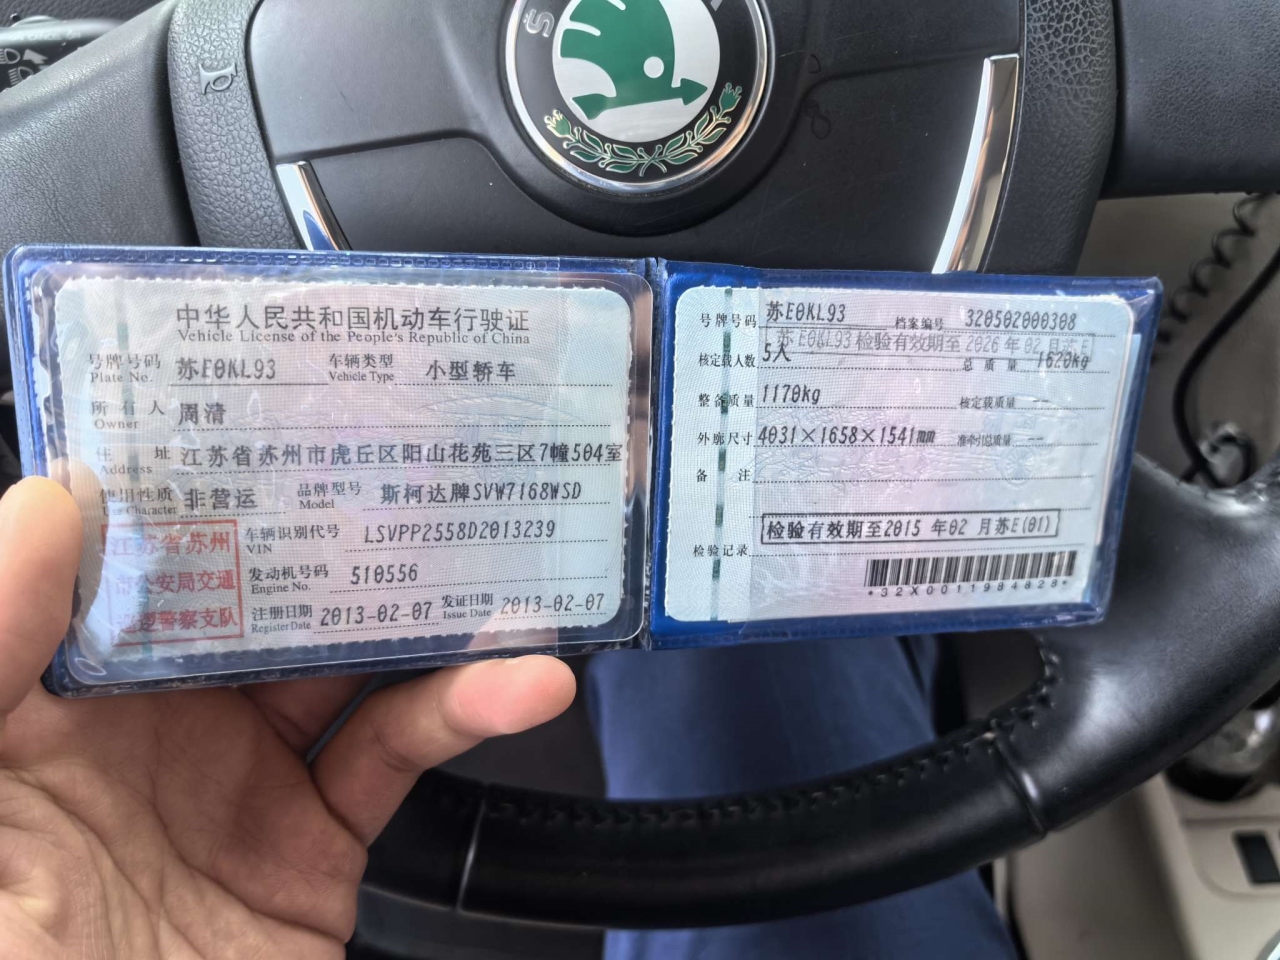 中华人民共和国机动车行驶证
Vehicle License of the People's Republic of China
号牌号码 苏E0KL93 车辆类型 小型轿车
Plate No. Vehicle Type
所有人 周清
Owner
住址 江苏省苏州市虎丘区阳山花苑三区7幢504室
Address
使用性质 非营运 品牌型号 斯柯达牌SVW7168WSD
Use Character Model
江苏省苏州
市公安局交通
巡逻警察支队
车辆识别代号 LSVPP2558D2013239
VIN
发动机号码 510556
Engine No.
注册日期 2013-02-07 发证日期 2013-02-07
Register Date Issue Date
号牌号码 苏E0KL93 档案编号 320502000308
苏E0KL93 检验有效期至 2026 年 02 月苏E
核定载人数 5人 总质量 1620kg
整备质量 1170kg 核定载质量 --
外廓尺寸 4031×1658×1541mm 准牵引总质量 --
备注
检验有效期至2015 年02 月苏E(01)
检验记录
*32X0011984828*